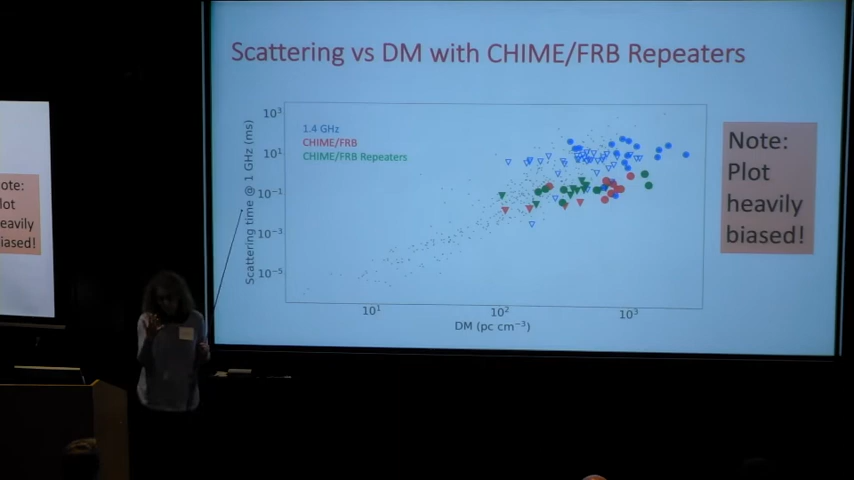 Scattering vs DM with CHIME/FRB Repeaters
1.4 GHz
CHIME/FRB
CHIME/FRB Repeaters
Scattering time @ 1 GHz (ms)
10³
10¹
10⁻¹
10⁻³
10⁻⁵
10¹
10²
10³
DM (pc cm⁻³)
Note:
Plot
heavily
biased!
ote:
lot
eavily
iased!